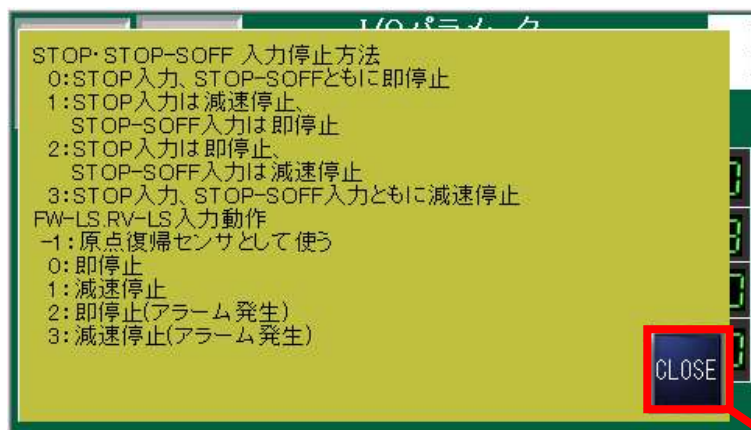 I/Oパラメータ
STOP・STOP-SOFF 入力停止方法
0:STOP入力、STOP-SOFFともに即停止
1:STOP入力は減速停止、
STOP-SOFF入力は即停止
2:STOP入力は即停止、
STOP-SOFF入力は減速停止
3:STOP入力、STOP-SOFF入力ともに減速停止
FW-LS.RV-LS入力動作
-1:原点復帰センサとして使う
0:即停止
1:減速停止
2:即停止(アラーム発生)
3:減速停止(アラーム発生)
CLOSE